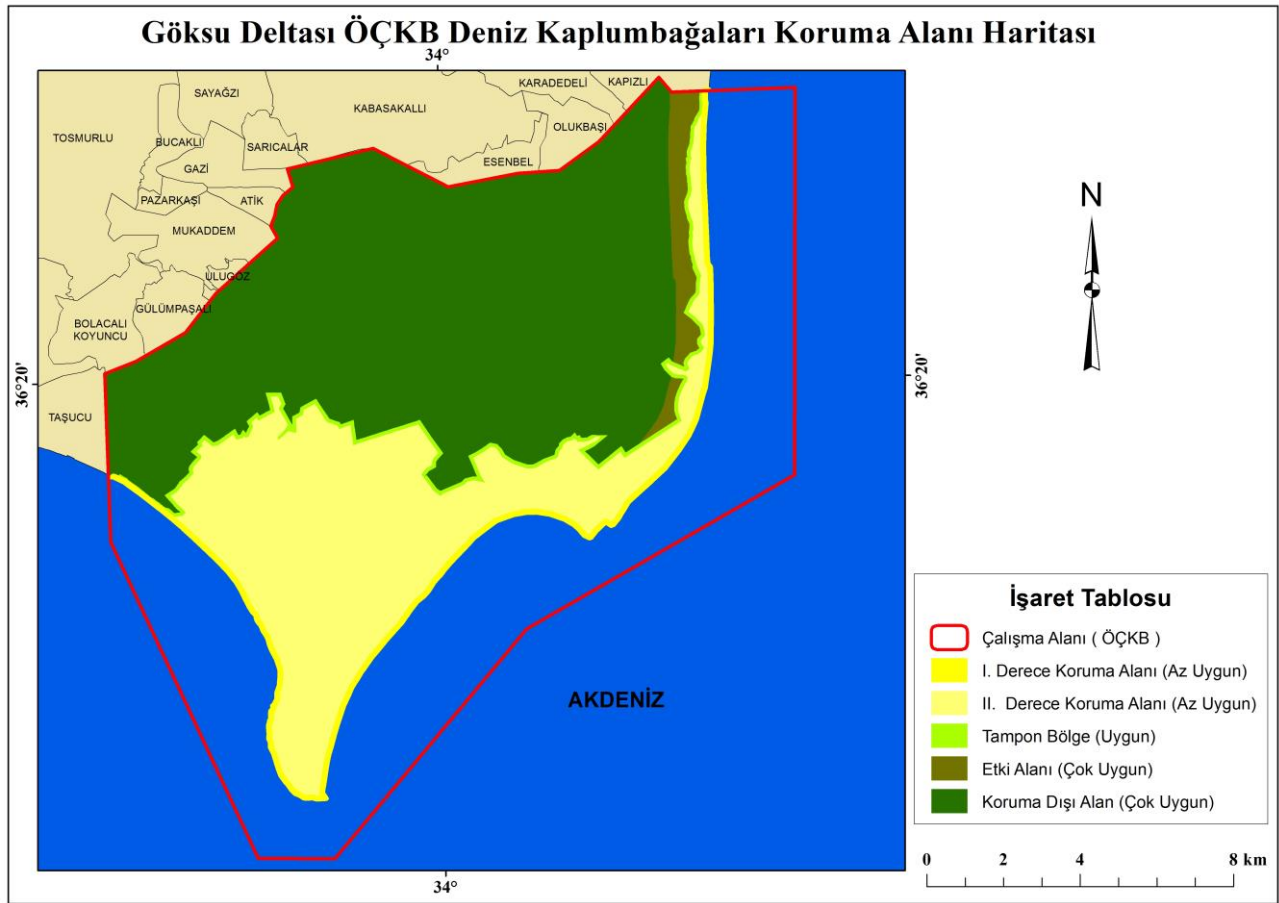 Göksu Deltası ÖÇKB Deniz Kaplumbağaları Koruma Alanı Haritası
34°
SAYAĞZI
KARADEDELİ
KAPIZLI
KABASAKALLI
TOSMURLU
BUCAKLI
OLUKBAŞI
SARICALAR
GAZİ
ESENBEL
PAZARKAŞI
ATİK
MUKADDEM
ULUGÖZ
GÜLÜMPAŞALI
BOLACALI
KOYUNCU
36°20'
36°20'
TAŞUCU
N
AKDENİZ
34°
İşaret Tablosu
Çalışma Alanı ( ÖÇKB )
I. Derece Koruma Alanı (Az Uygun)
II. Derece Koruma Alanı (Az Uygun)
Tampon Bölge (Uygun)
Etki Alanı (Çok Uygun)
Koruma Dışı Alan (Çok Uygun)
0 2 4 8 km